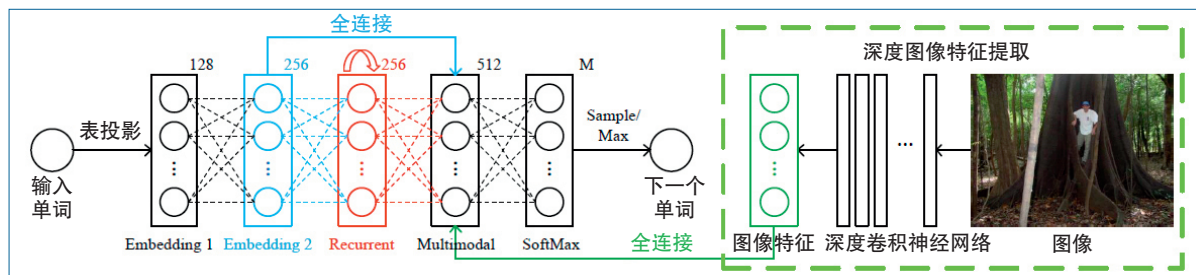 全连接
深度图像特征提取
128
256
256
512
M
表投影
Sample/
Max
输入
单词
下一个
单词
Embedding 1
Embedding 2
Recurrent
Multimodal
SoftMax
全连接
图像特征
深度卷积神经网络
图像